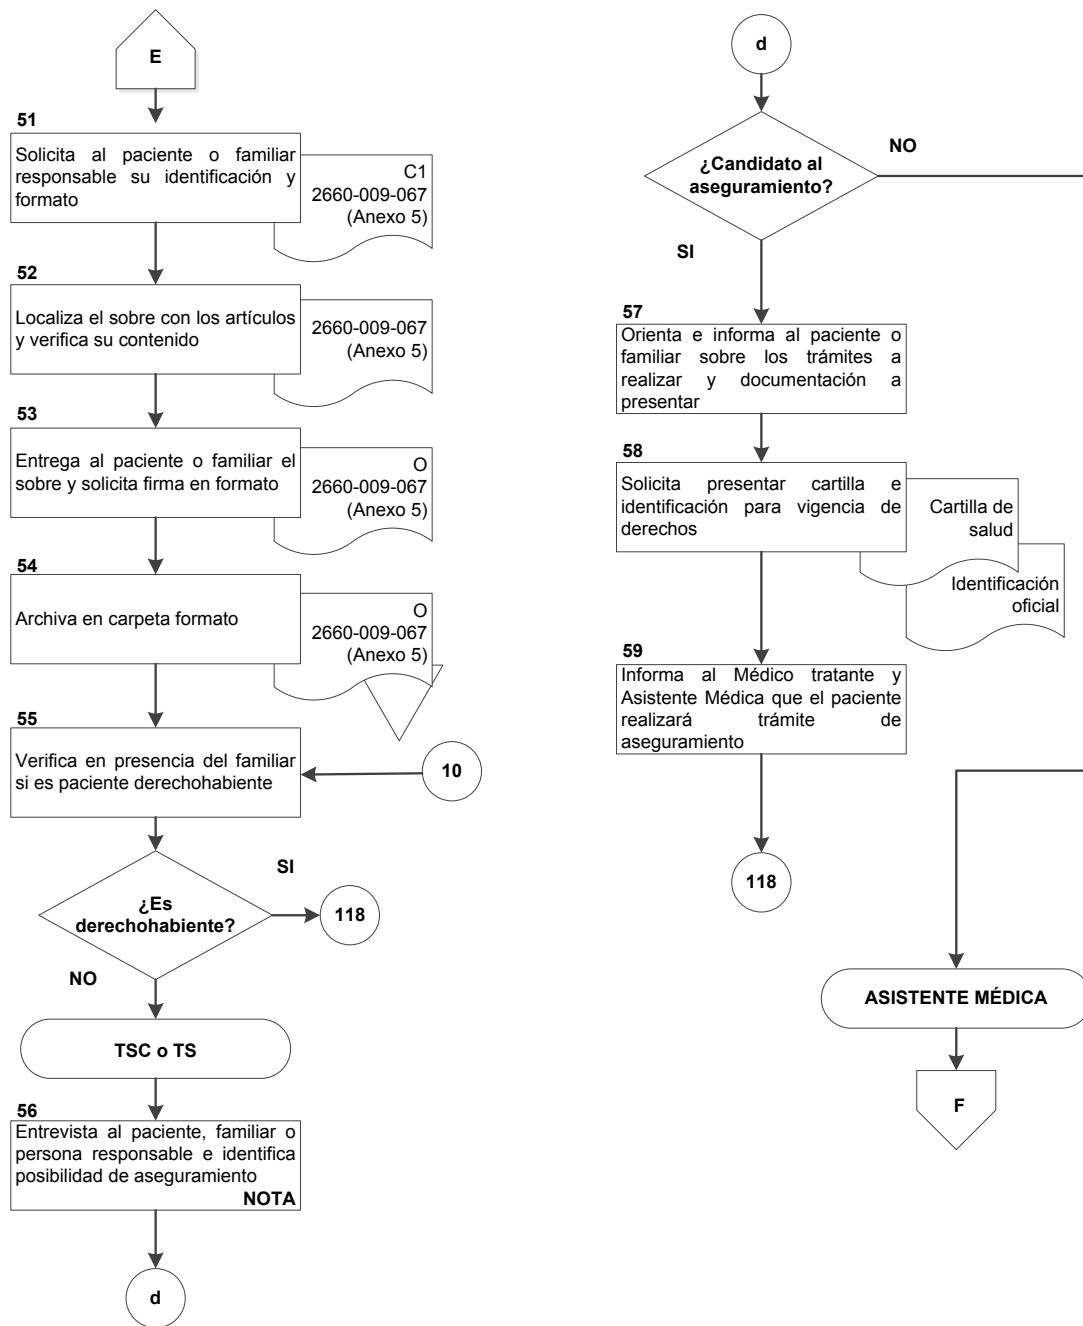 E
51
Solicita al paciente o familiar
responsable su identificación y
formato
C1
2660-009-067
(Anexo 5)
52
Localiza el sobre con los artículos
y verifica su contenido
2660-009-067
(Anexo 5)
53
Entrega al paciente o familiar el
sobre y solicita firma en formato
O
2660-009-067
(Anexo 5)
54
Archiva en carpeta formato
O
2660-009-067
(Anexo 5)
55
Verifica en presencia del familiar
si es paciente derechohabiente
10
¿Es
derechohabiente?
SI
118
NO
TSC o TS
56
Entrevista al paciente, familiar o
persona responsable e identifica
posibilidad de aseguramiento
NOTA
d
d
¿Candidato al
aseguramiento?
NO
SI
57
Orienta e informa al paciente o
familiar sobre los trámites a
realizar y documentación a
presentar
58
Solicita presentar cartilla e
identificación para vigencia de
derechos
Cartilla de
salud
Identificación
oficial
59
Informa al Médico tratante y
Asistente Médica que el paciente
realizará trámite de
aseguramiento
118
ASISTENTE MÉDICA
F